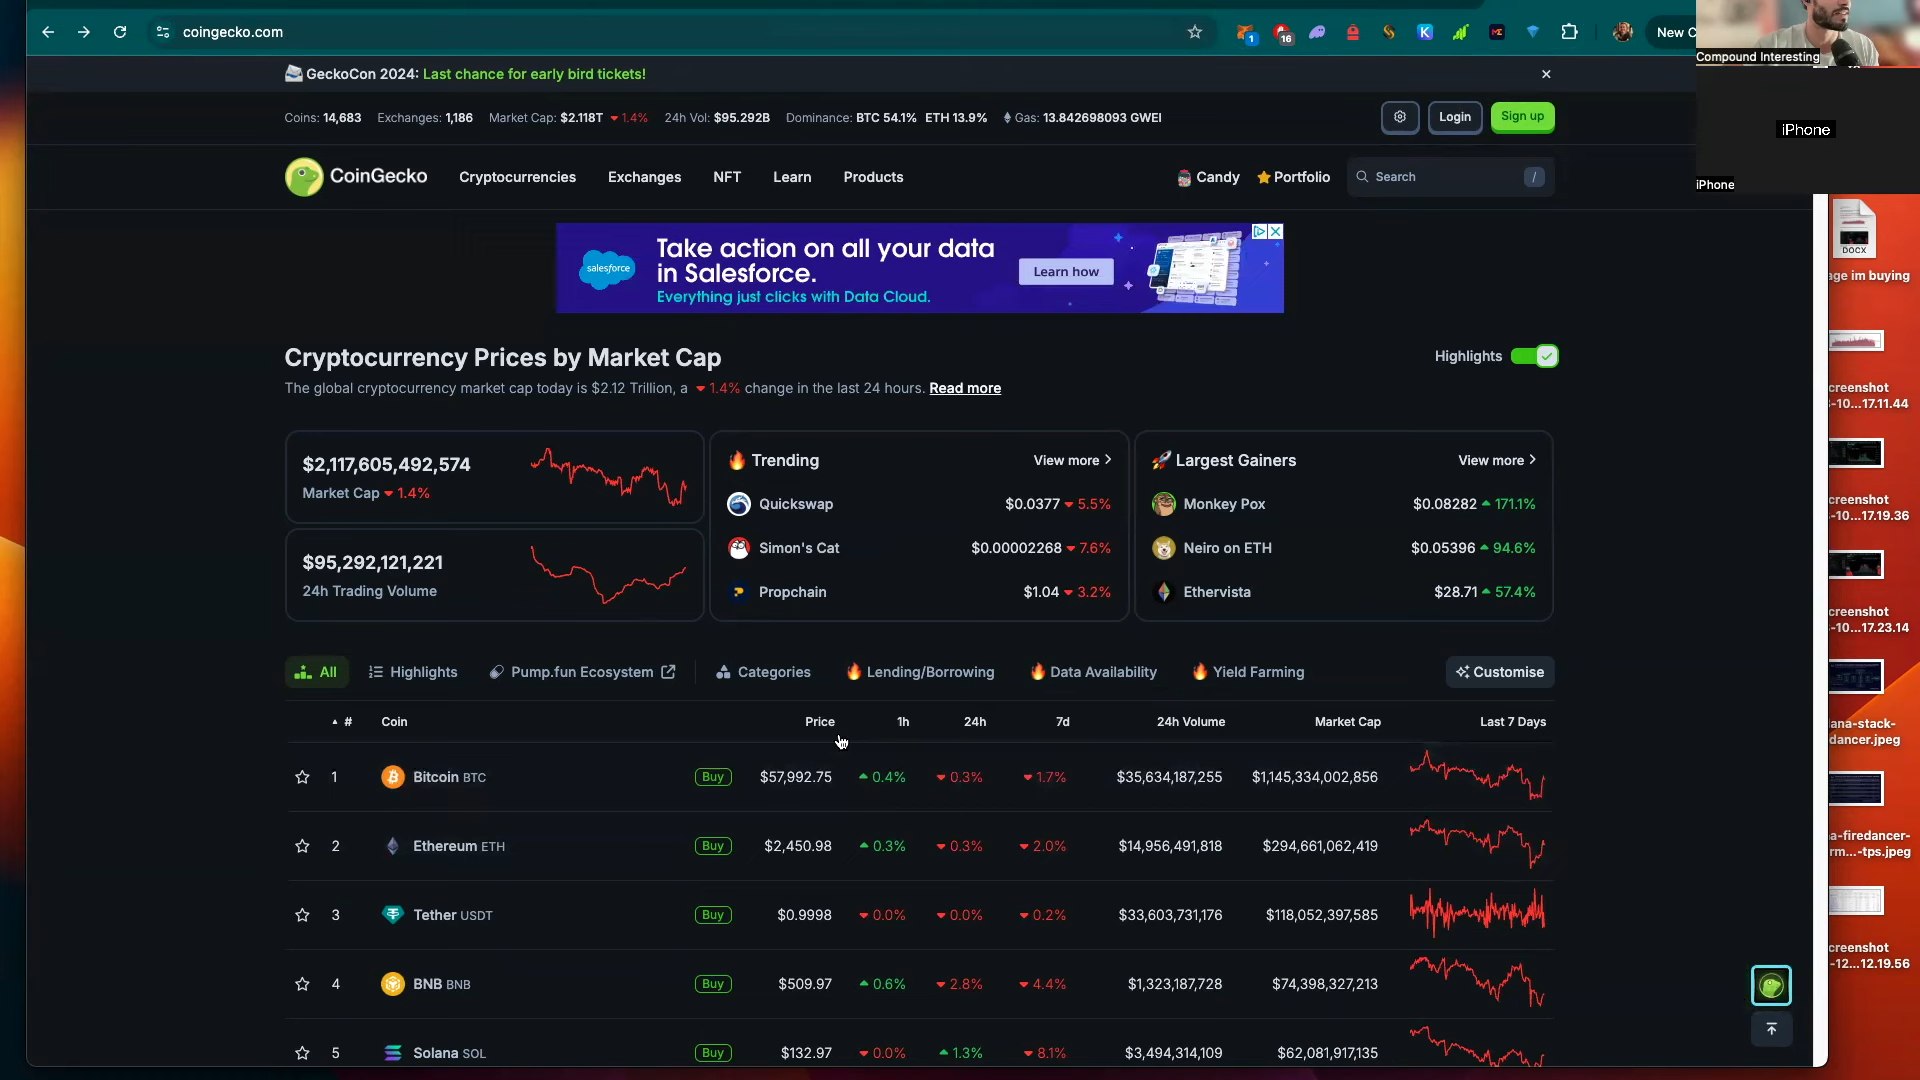 coingecko.com
1
16
K
ME
New C
Compound Interesting
iPhone
iPhone
GeckoCon 2024: Last chance for early bird tickets!
Coins: 14,683 Exchanges: 1,186 Market Cap: $2.118T 1.4% 24h Vol: $95.292B Dominance: BTC 54.1% ETH 13.9% Gas: 13.842698093 GWEI
Login
Sign up
CoinGecko
Cryptocurrencies Exchanges NFT Learn Products
Candy Portfolio
Search /
salesforce
Take action on all your data
in Salesforce.
Everything just clicks with Data Cloud.
Learn how
Cryptocurrency Prices by Market Cap
Highlights
The global cryptocurrency market cap today is $2.12 Trillion, a 1.4% change in the last 24 hours. Read more
$2,117,605,492,574
Market Cap 1.4%
$95,292,121,221
24h Trading Volume
Trending View more
Quickswap $0.0377 5.5%
Simon's Cat $0.00002268 7.6%
Propchain $1.04 3.2%
Largest Gainers View more
Monkey Pox $0.08282 171.1%
Neiro on ETH $0.05396 94.6%
Ethervista $28.71 57.4%
All Highlights Pump.fun Ecosystem Categories Lending/Borrowing Data Availability Yield Farming Customise
# Coin Price 1h 24h 7d 24h Volume Market Cap Last 7 Days
1 Bitcoin BTC Buy $57,992.75 0.4% 0.3% 1.7% $35,634,187,255 $1,145,334,002,856
2 Ethereum ETH Buy $2,450.98 0.3% 0.3% 2.0% $14,956,491,818 $294,661,062,419
3 Tether USDT Buy $0.9998 0.0% 0.0% 0.2% $33,603,731,176 $118,052,397,585
4 BNB BNB Buy $509.97 0.6% 2.8% 4.4% $1,323,187,728 $74,398,327,213
5 Solana SOL Buy $132.97 0.0% 1.3% 8.1% $3,494,314,109 $62,081,917,135
DOCX
age im buying
creenshot
-10...17.11.44
creenshot
-10...17.19.36
creenshot
-10...17.23.14
ana-stack-
dancer.jpeg
a-firedancer-
rm...-tps.jpeg
creenshot
-12...12.19.56